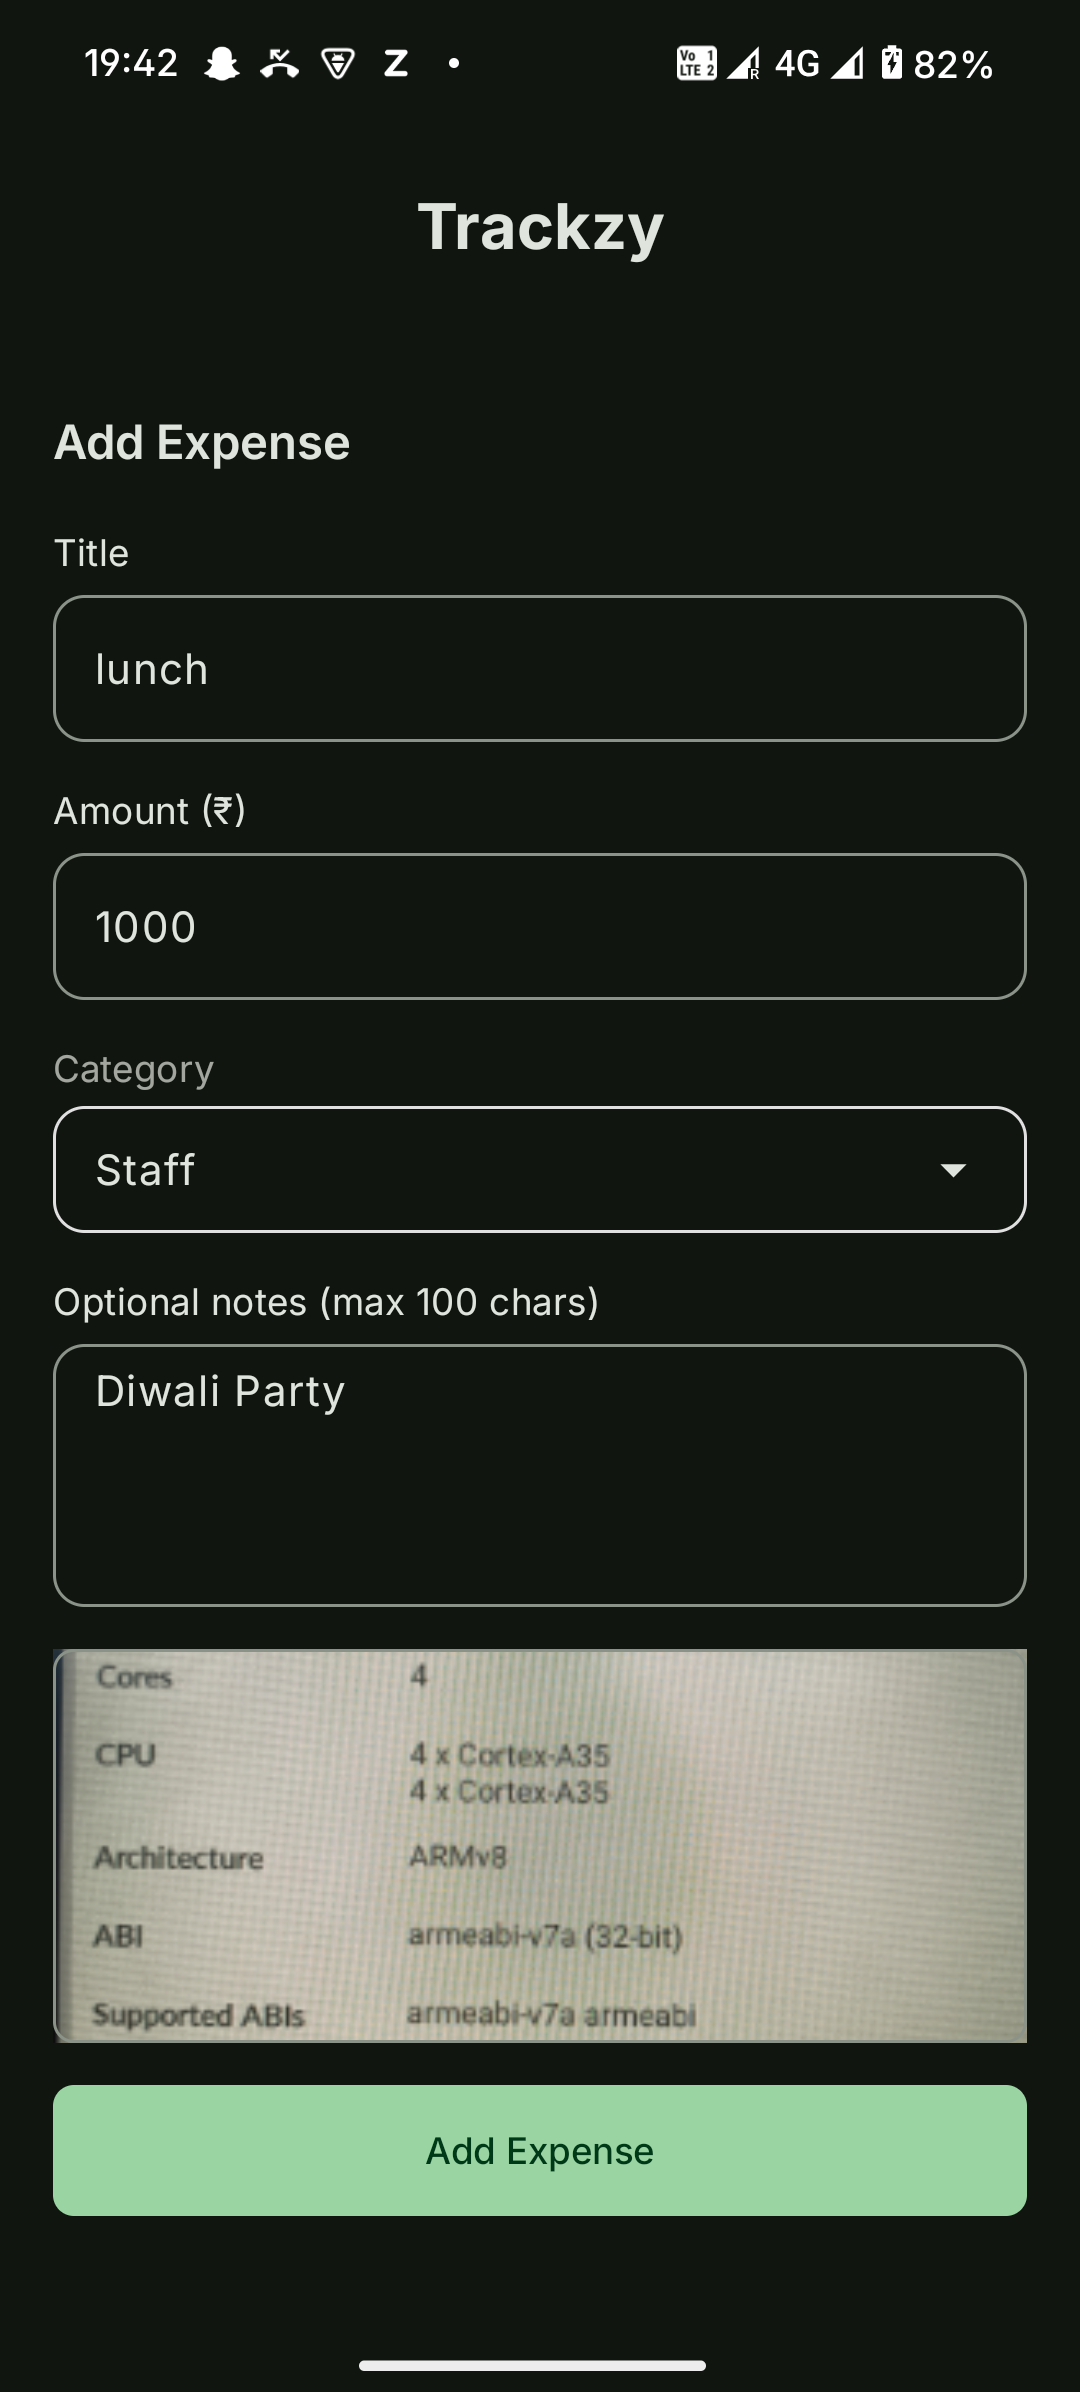 19:42 Z Vo 1 LTE 2 R 4G 82%
Trackzy
Add Expense
Title
lunch
Amount (₹)
1000
Category
Staff
Optional notes (max 100 chars)
Diwali Party
Cores 4
CPU 4 x Cortex-A35
4 x Cortex-A35
Architecture ARMv8
ABI armeabi-v7a (32-bit)
Supported ABIs armeabi-v7a armeabi
Add Expense